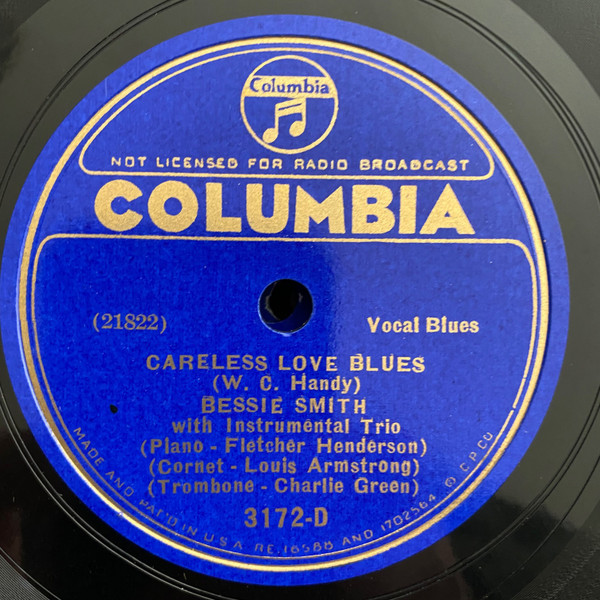 Columbia
NOT LICENSED FOR RADIO BROADCAST
COLUMBIA
(21822)
Vocal Blues
CARELESS LOVE BLUES
(W. C. Handy)
BESSIE SMITH
with Instrumental Trio
(Piano - Fletcher Henderson)
(Cornet - Louis Armstrong)
(Trombone - Charlie Green)
3172-D
MADE AND PAT'D IN U.S.A. RE. 16588 AND 1702564 © C.P. CO